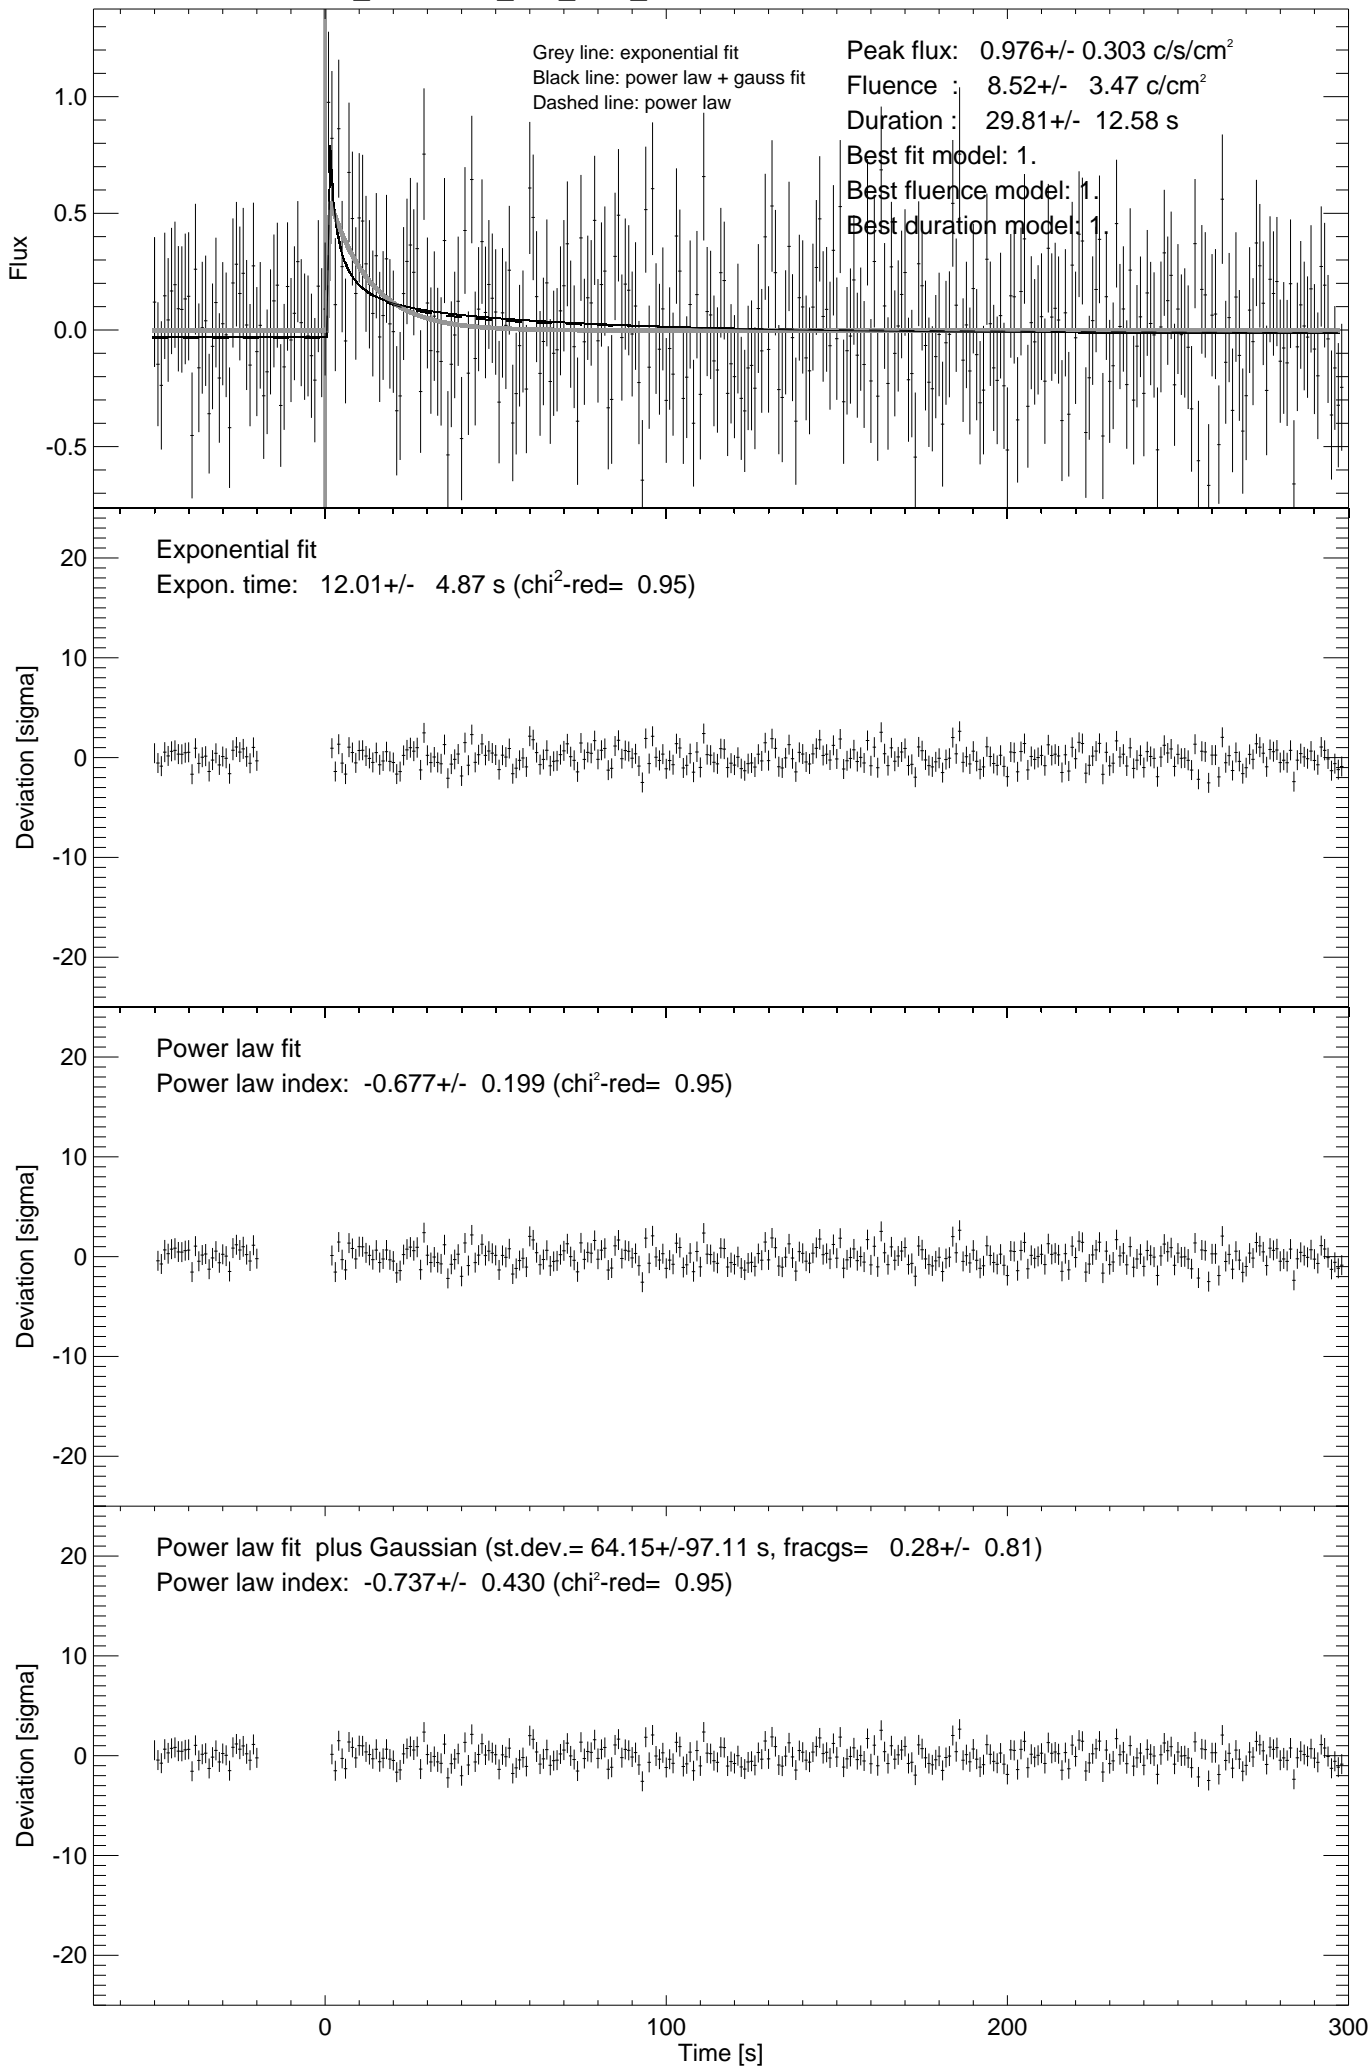 Grey line: exponential fit
Black line: power law + gauss fit
Dashed line: power law
Peak flux: 0.976+/- 0.303 c/s/cm²
Fluence : 8.52+/- 3.47 c/cm²
Duration : 29.81+/- 12.58 s
Best fit model: 1.
Best fluence model: 1.
Best duration model: 1.
Flux
1.0
0.5
0.0
-0.5
Exponential fit
Expon. time: 12.01+/- 4.87 s (chi²-red= 0.95)
Deviation [sigma]
20
10
0
-10
-20
Power law fit
Power law index: -0.677+/- 0.199 (chi²-red= 0.95)
Deviation [sigma]
20
10
0
-10
-20
Power law fit plus Gaussian (st.dev.= 64.15+/-97.11 s, fracgs= 0.28+/- 0.81)
Power law index: -0.737+/- 0.430 (chi²-red= 0.95)
Deviation [sigma]
20
10
0
-10
-20
0 100 200 300
Time [s]